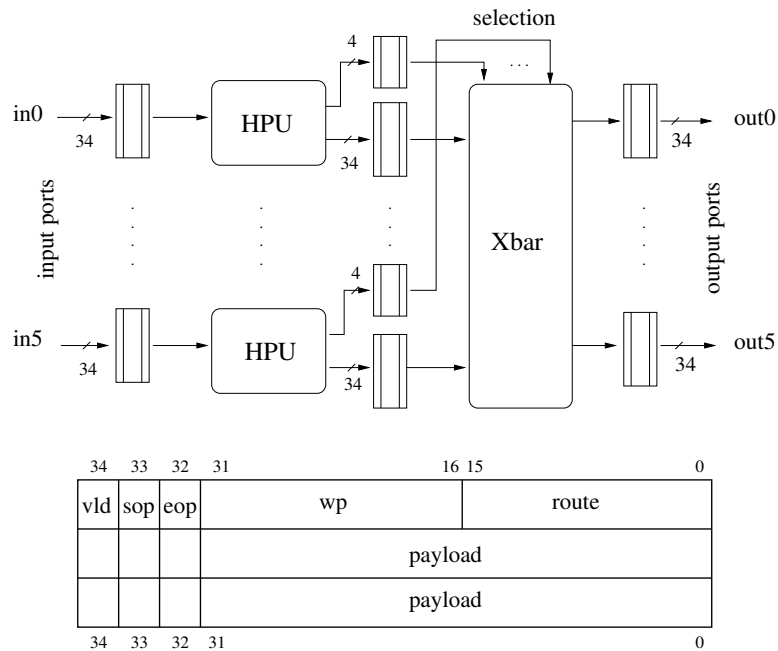 selection
4
. . .
in0
34
HPU
34
Xbar
34
out0
input ports
output ports
4
in5
34
HPU
34
34
out5
34 33 32 31 16 15 0
vld sop eop wp route
payload
payload
34 33 32 31 0